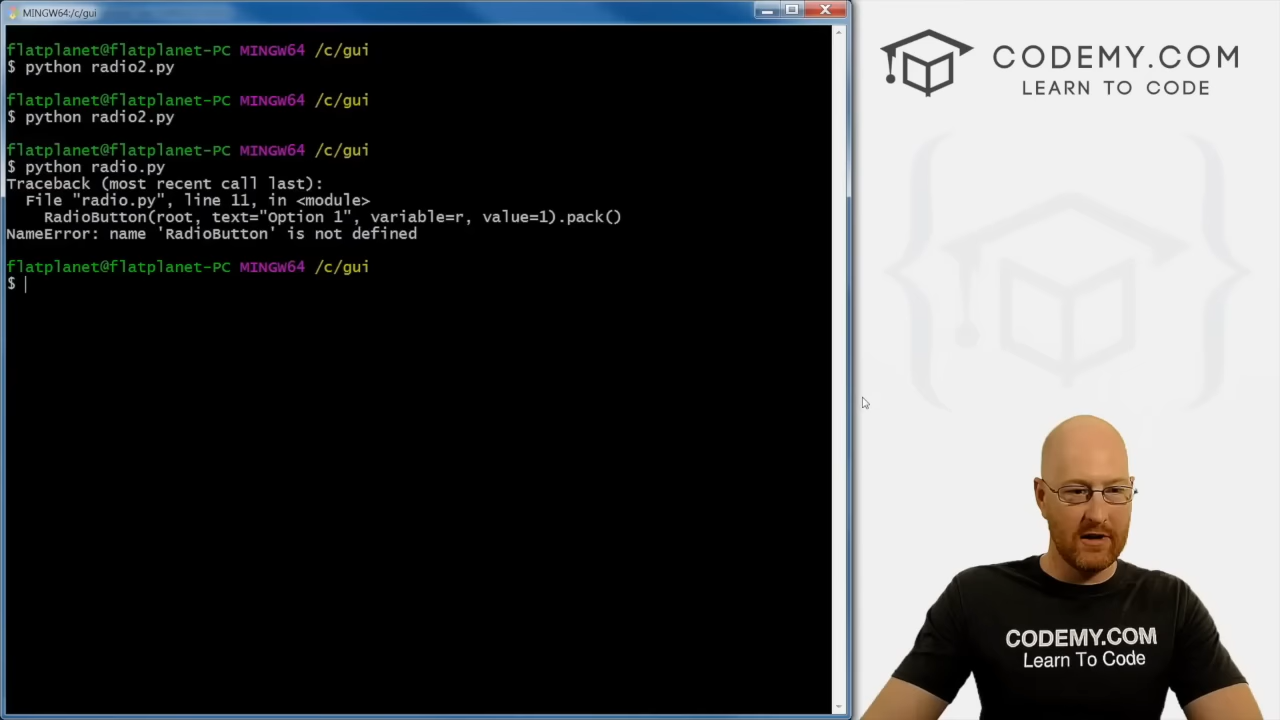 MINGW64:/c/gui
flatplanet@flatplanet-PC MINGW64 /c/gui
$ python radio2.py
flatplanet@flatplanet-PC MINGW64 /c/gui
$ python radio2.py
flatplanet@flatplanet-PC MINGW64 /c/gui
$ python radio.py
Traceback (most recent call last):
File "radio.py", line 11, in <module>
RadioButton(root, text="Option 1", variable=r, value=1).pack()
NameError: name 'RadioButton' is not defined
flatplanet@flatplanet-PC MINGW64 /c/gui
$
CODEMY.COM
LEARN TO CODE
CODEMY.COM
Learn To Code